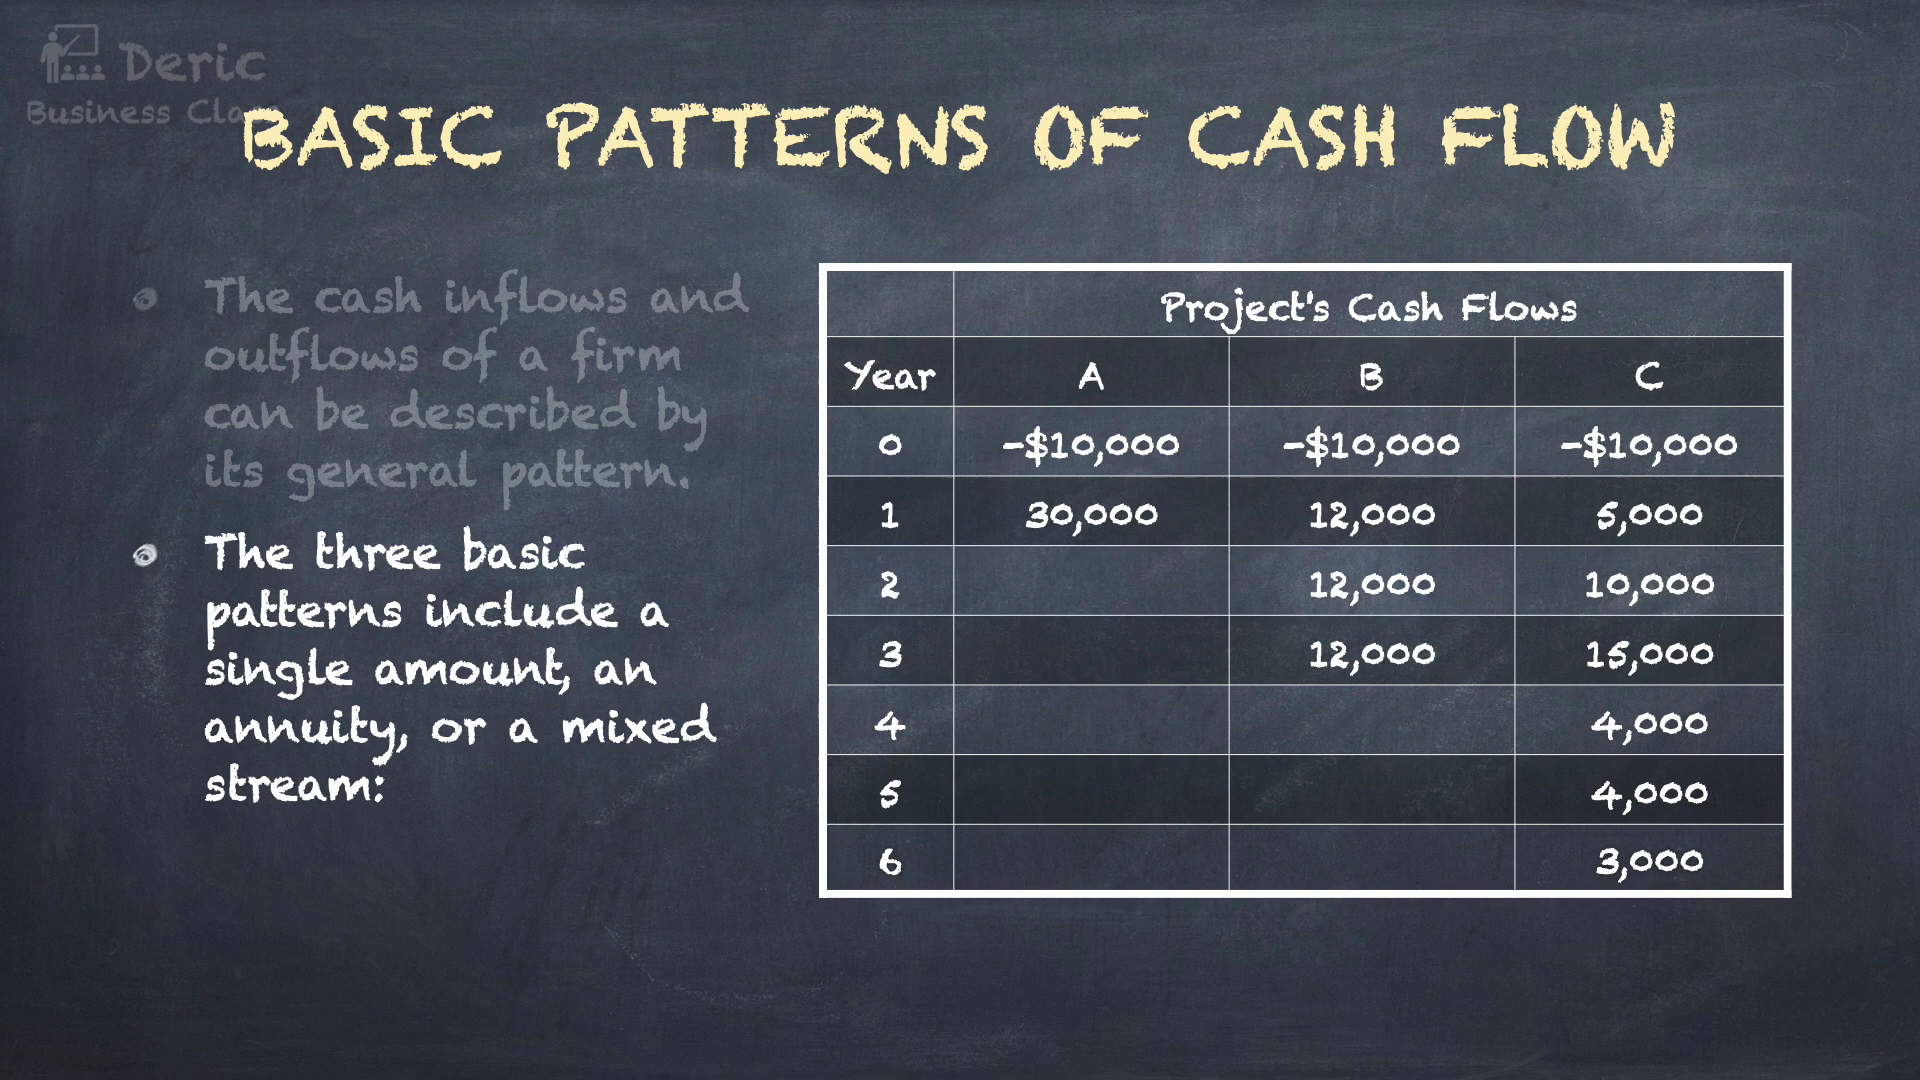 Deric
Business Class
BASIC PATTERNS OF CASH FLOW
The cash inflows and
outflows of a firm
can be described by
its general pattern.
The three basic
patterns include a
single amount, an
annuity, or a mixed
stream:
Project's Cash Flows
Year A B C
0 -$10,000 -$10,000 -$10,000
1 30,000 12,000 5,000
2 12,000 10,000
3 12,000 15,000
4 4,000
5 4,000
6 3,000